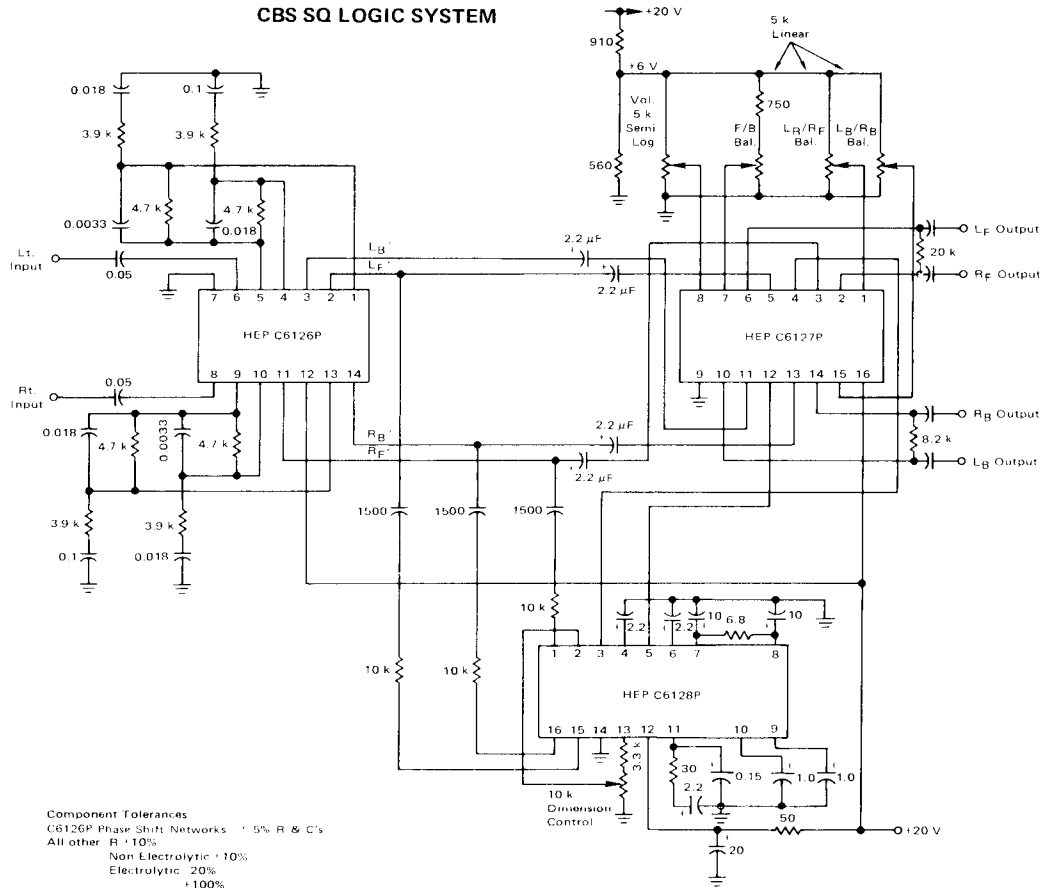 CBS SQ LOGIC SYSTEM
+20 V
910
5 k
Linear
+6 V
0.018
0.1
3.9 k
3.9 k
Vol.
5 k
Semi
Log
750
F/B
Bal.
LR/RF
Bal.
LB/RB
Bal.
560
4.7 k
4.7 k
0.0033
0.018
Lt.
Input
0.05
LB'
LF'
2.2 µF
2.2 µF
LF Output
20 k
RF Output
7 6 5 4 3 2 1
HEP C6126P
8 9 10 11 12 13 14
8 7 6 5 4 3 2 1
HEP C6127P
9 10 11 12 13 14 15 16
Rt.
Input
0.05
0.018
4.7 k
0.0033
4.7 k
RB'
RF'
2.2 µF
2.2 µF
RB Output
8.2 k
LB Output
3.9 k
3.9 k
0.1
0.018
1500
1500
1500
10 k
10 k
10 k
2.2
2.2
10
6.8
10
1 2 3 4 5 6 7 8
HEP C6128P
16 15 14 13 12 11 10 9
3.3 k
10 k
Dimension
Control
30
2.2
0.15
1.0
1.0
50
+20 V
20
Component Tolerances
C6126P Phase Shift Networks 5% R & C's
All other R ±10%
Non Electrolytic ±10%
Electrolytic 20%
+100%